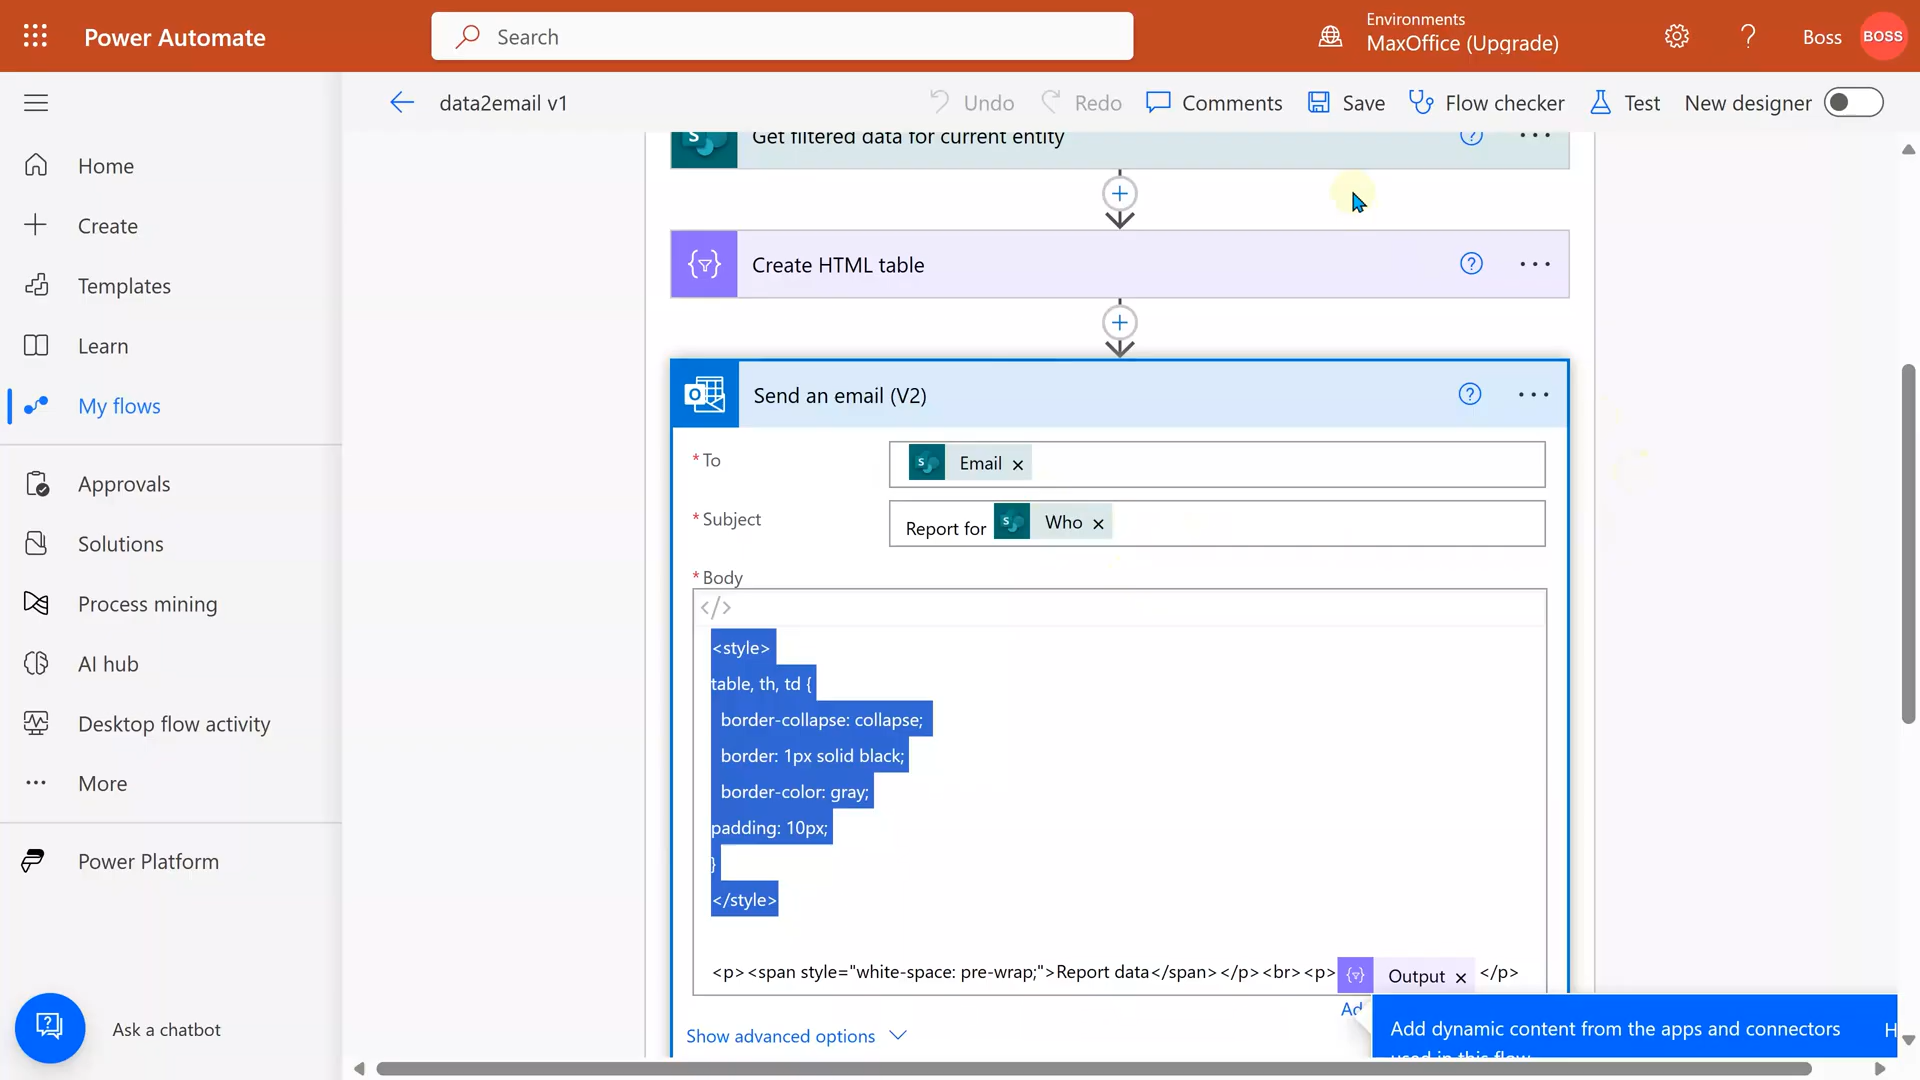 Power Automate
Search
Environments
MaxOffice (Upgrade)
?
Boss
BOSS
data2email v1
Undo
Redo
Comments
Save
Flow checker
Test
New designer
Home
Create
Templates
Learn
My flows
Approvals
Solutions
Process mining
AI hub
Desktop flow activity
More
Power Platform
Ask a chatbot
Get filtered data for current entity
Create HTML table
Send an email (V2)
* To
Email ×
* Subject
Report for Who ×
* Body
</>
<style>
table, th, td {
border-collapse: collapse;
border: 1px solid black;
border-color: gray;
padding: 10px;
}
</style>
<p><span style="white-space: pre-wrap;">Report data</span></p><br><p> Output × </p>
Ad
Show advanced options
Add dynamic content from the apps and connectors
used in this flow.
H